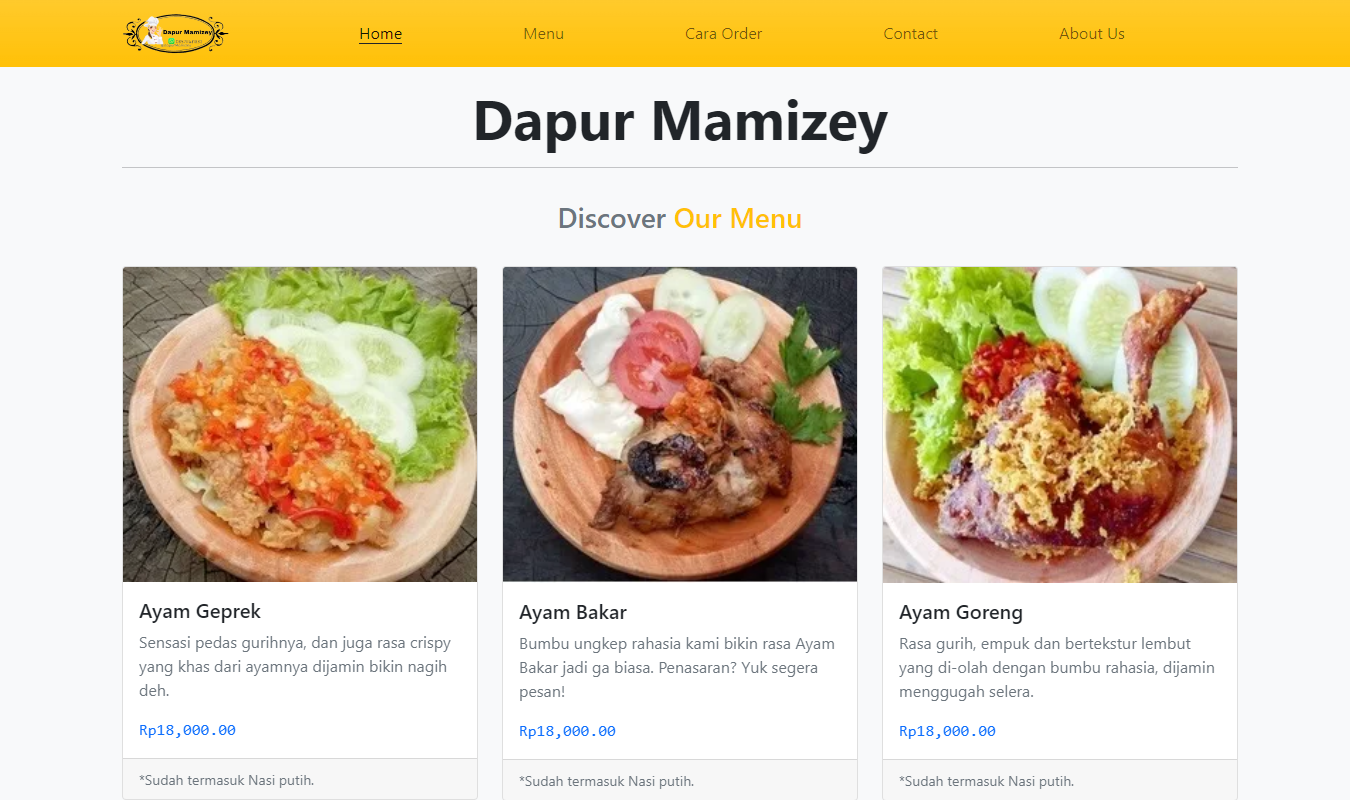 Dapur Mamizey
Home
Menu
Cara Order
Contact
About Us
Dapur Mamizey
Discover Our Menu
Ayam Geprek
Sensasi pedas gurihnya, dan juga rasa crispy
yang khas dari ayamnya dijamin bikin nagih
deh.
Rp18,000.00
*Sudah termasuk Nasi putih.
Ayam Bakar
Bumbu ungkep rahasia kami bikin rasa Ayam
Bakar jadi ga biasa. Penasaran? Yuk segera
pesan!
Rp18,000.00
*Sudah termasuk Nasi putih.
Ayam Goreng
Rasa gurih, empuk dan bertekstur lembut
yang di-olah dengan bumbu rahasia, dijamin
menggugah selera.
Rp18,000.00
*Sudah termasuk Nasi putih.